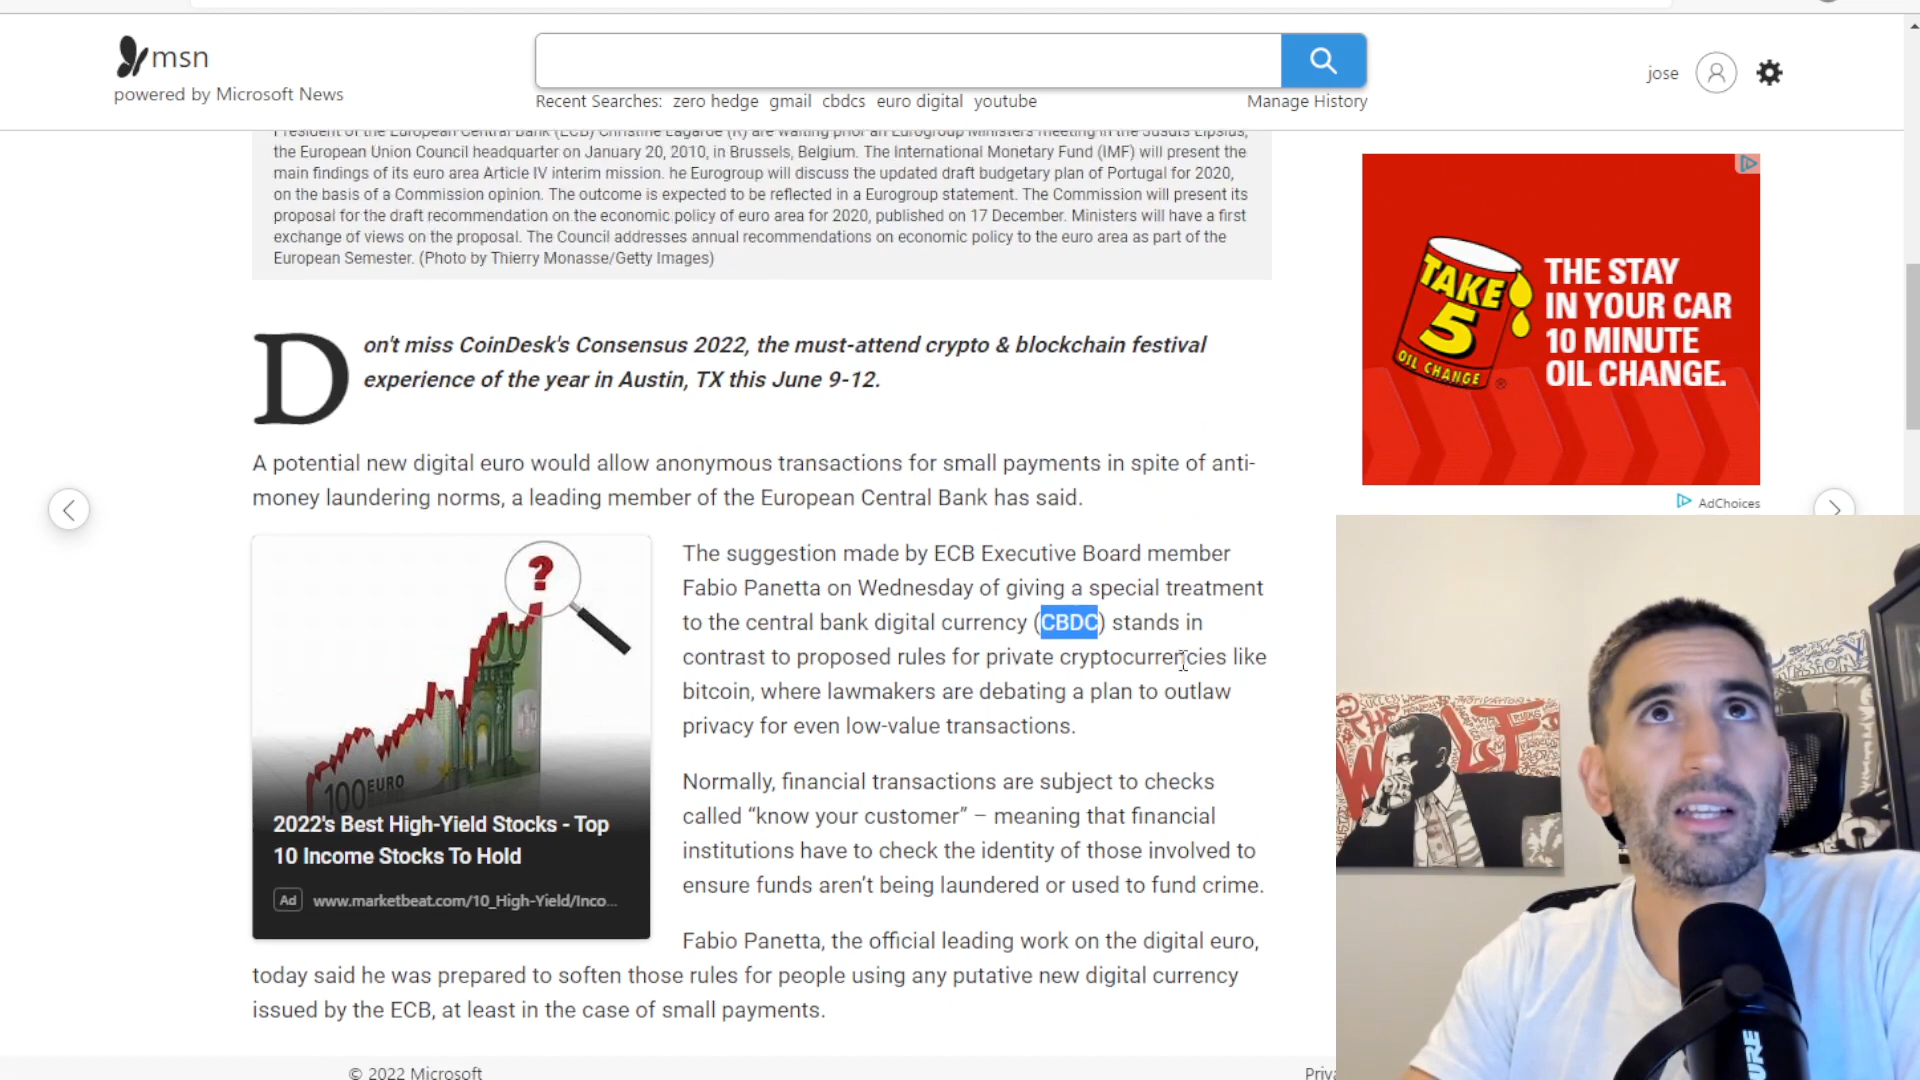 msn
powered by Microsoft News
Recent Searches: zero hedge gmail cbdcs euro digital youtube
Manage History
jose
President of the European Central Bank (ECB) Christine Lagarde (R) are waiting prior an Eurogroup Ministers meeting in the Justus Lipsius,
the European Union Council headquarter on January 20, 2010, in Brussels, Belgium. The International Monetary Fund (IMF) will present the
main findings of its euro area Article IV interim mission. he Eurogroup will discuss the updated draft budgetary plan of Portugal for 2020,
on the basis of a Commission opinion. The outcome is expected to be reflected in a Eurogroup statement. The Commission will present its
proposal for the draft recommendation on the economic policy of euro area for 2020, published on 17 December. Ministers will have a first
exchange of views on the proposal. The Council addresses annual recommendations on economic policy to the euro area as part of the
European Semester. (Photo by Thierry Monasse/Getty Images)
Don't miss CoinDesk's Consensus 2022, the must-attend crypto & blockchain festival
experience of the year in Austin, TX this June 9-12.
A potential new digital euro would allow anonymous transactions for small payments in spite of anti-
money laundering norms, a leading member of the European Central Bank has said.
The suggestion made by ECB Executive Board member
Fabio Panetta on Wednesday of giving a special treatment
to the central bank digital currency (CBDC) stands in
contrast to proposed rules for private cryptocurrencies like
bitcoin, where lawmakers are debating a plan to outlaw
privacy for even low-value transactions.
Normally, financial transactions are subject to checks
called “know your customer” – meaning that financial
institutions have to check the identity of those involved to
ensure funds aren’t being laundered or used to fund crime.
Fabio Panetta, the official leading work on the digital euro,
today said he was prepared to soften those rules for people using any putative new digital currency
issued by the ECB, at least in the case of small payments.
?
100 EURO
2022's Best High-Yield Stocks - Top
10 Income Stocks To Hold
Ad www.marketbeat.com/10_High-Yield/Inco...
TAKE
5
OIL CHANGE
®
THE STAY
IN YOUR CAR
10 MINUTE
OIL CHANGE.
AdChoices
THE
WOLF
© 2022 Microsoft
Priva